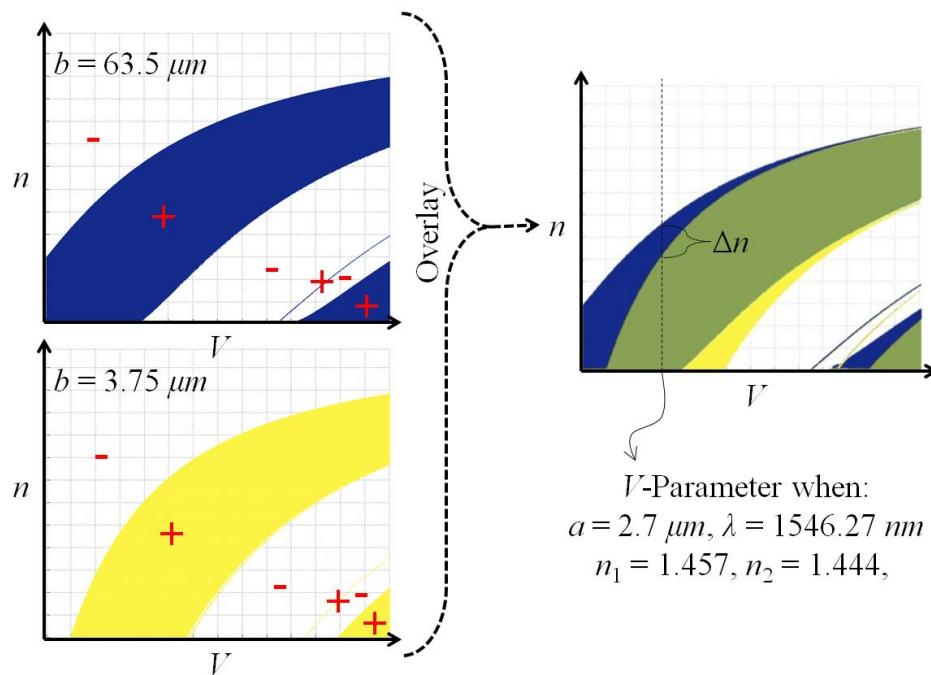 b = 63.5 μm
-
+
-
+
-
+
n
V
b = 3.75 μm
-
+
-
+
-
+
n
V
Overlay
n
Δn
V
V-Parameter when:
a = 2.7 μm, λ = 1546.27 nm
n₁ = 1.457, n₂ = 1.444,